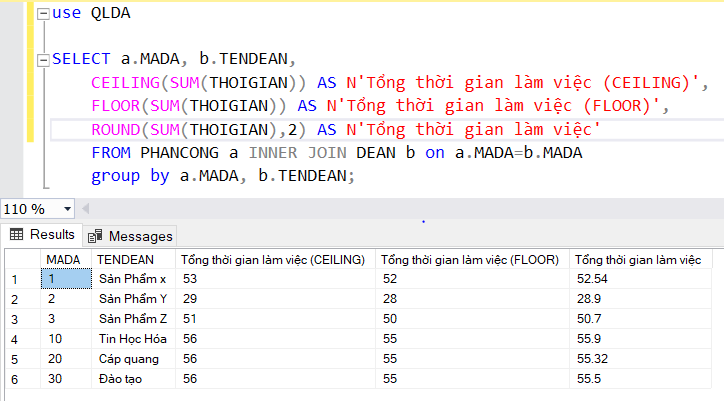 use QLDA
SELECT a.MADA, b.TENDEAN,
CEILING(SUM(THOIGIAN)) AS N'Tổng thời gian làm việc (CEILING)',
FLOOR(SUM(THOIGIAN)) AS N'Tổng thời gian làm việc (FLOOR)',
ROUND(SUM(THOIGIAN),2) AS N'Tổng thời gian làm việc'
FROM PHANCONG a INNER JOIN DEAN b on a.MADA=b.MADA
group by a.MADA, b.TENDEAN;
110 %
Results Messages
MADA TENDEAN Tổng thời gian làm việc (CEILING) Tổng thời gian làm việc (FLOOR) Tổng thời gian làm việc
1 1 Sản Phẩm x 53 52 52.54
2 2 Sản Phẩm Y 29 28 28.9
3 3 Sản Phẩm Z 51 50 50.7
4 10 Tin Học Hóa 56 55 55.9
5 20 Cáp quang 56 55 55.32
6 30 Đào tạo 56 55 55.5